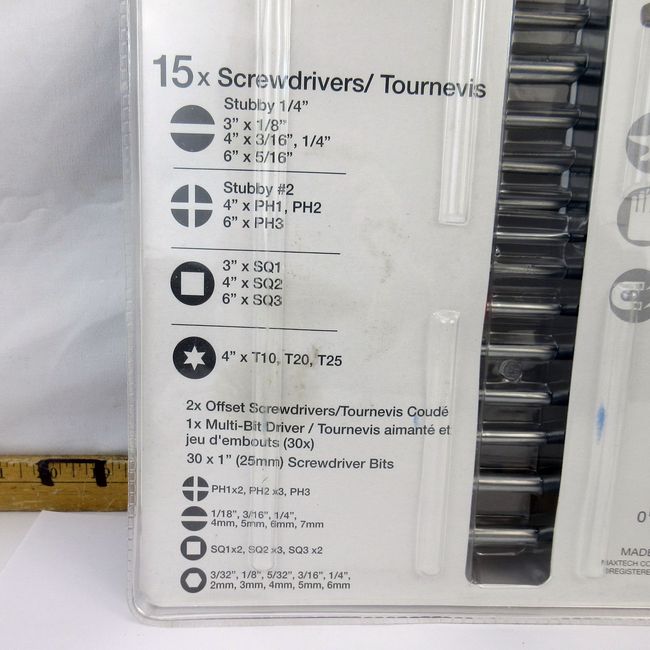 15x Screwdrivers/ Tournevis
Stubby 1/4"
3" x 1/8"
4" x 3/16", 1/4"
6" x 5/16"
Stubby #2
4" x PH1, PH2
6" x PH3
3" x SQ1
4" x SQ2
6" x SQ3
4" x T10, T20, T25
2x Offset Screwdrivers/Tournevis Coudé
1x Multi-Bit Driver / Tournevis aimanté et
jeu d'embouts (30x)
30 x 1" (25mm) Screwdriver Bits
PH1x2, PH2 x3, PH3
1/18", 3/16", 1/4",
4mm, 5mm, 6mm, 7mm
SQ1x2, SQ2 x3, SQ3 x2
3/32", 1/8", 5/32", 3/16", 1/4",
2mm, 3mm, 4mm, 5mm, 6mm
MADE
MAXTECH CO